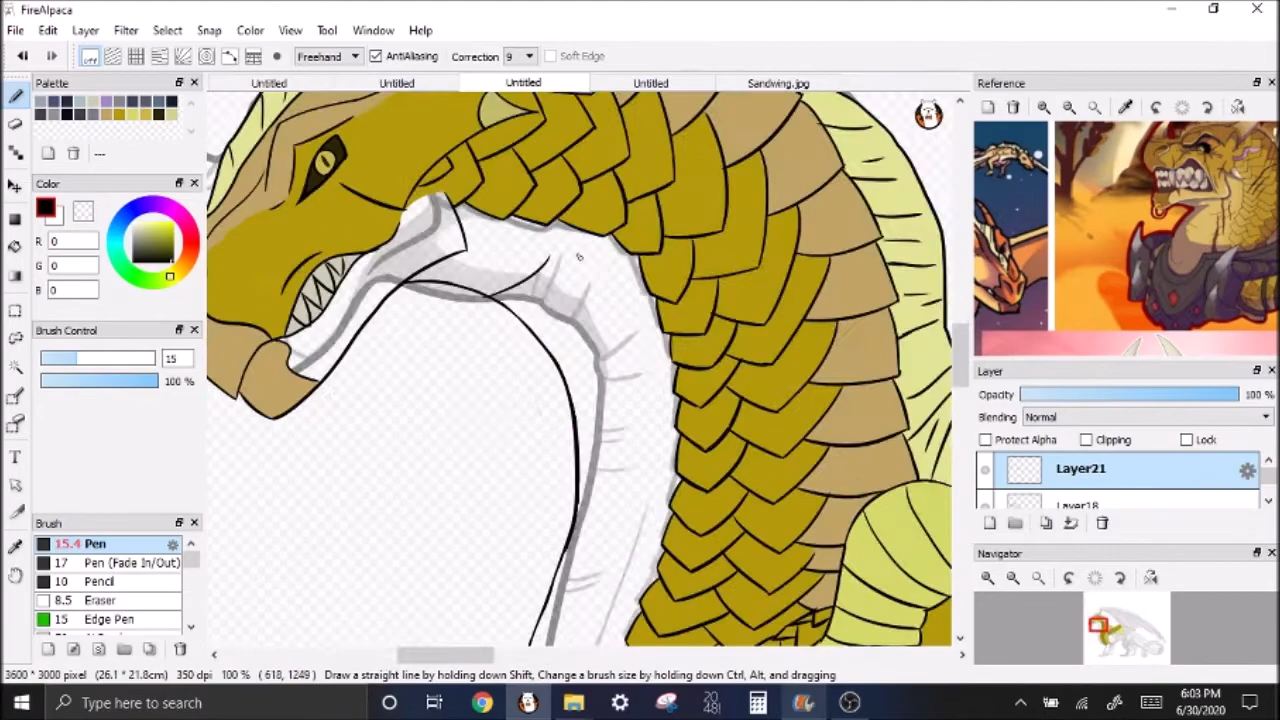 FireAlpaca
File Edit Layer Filter Select Snap Color View Tool Window Help
OFF Freehand AntiAliasing Correction 9 Soft Edge
Palette Untitled Untitled Untitled Untitled Sandwing.jpg Reference
---
Color
R 0
G 0
B 0
Brush Control
15
100 %
Layer
Opacity 100 %
Blending Normal
Protect Alpha Clipping Lock
Layer21
Layer18
Brush
15.4 Pen
17 Pen (Fade In/Out)
10 Pencil
8.5 Eraser
15 Edge Pen
Navigator
3600 * 3000 pixel (26.1 * 21.8cm) 350 dpi 100 % ( 618, 1249) Draw a straight line by holding down Shift, Change a brush size by holding down Ctrl, Alt, and dragging
Type here to search
20
48
6:03 PM
6/30/2020